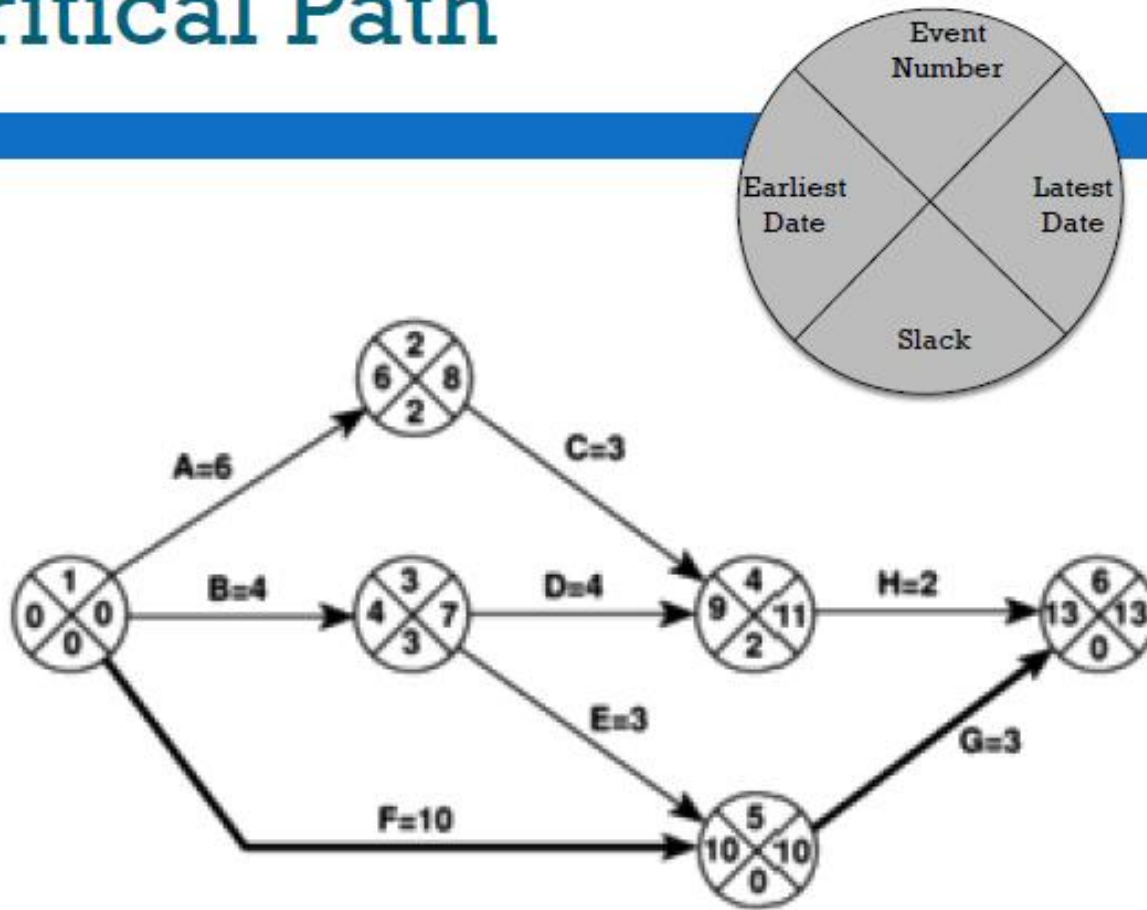 ritical Path
Event
Number
Earliest
Date
Latest
Date
Slack
2
6 8
2
A=6
C=3
1
0 0
0
B=4
3
4 7
3
D=4
4
9 11
2
H=2
6
13 13
0
E=3
G=3
F=10
5
10 10
0